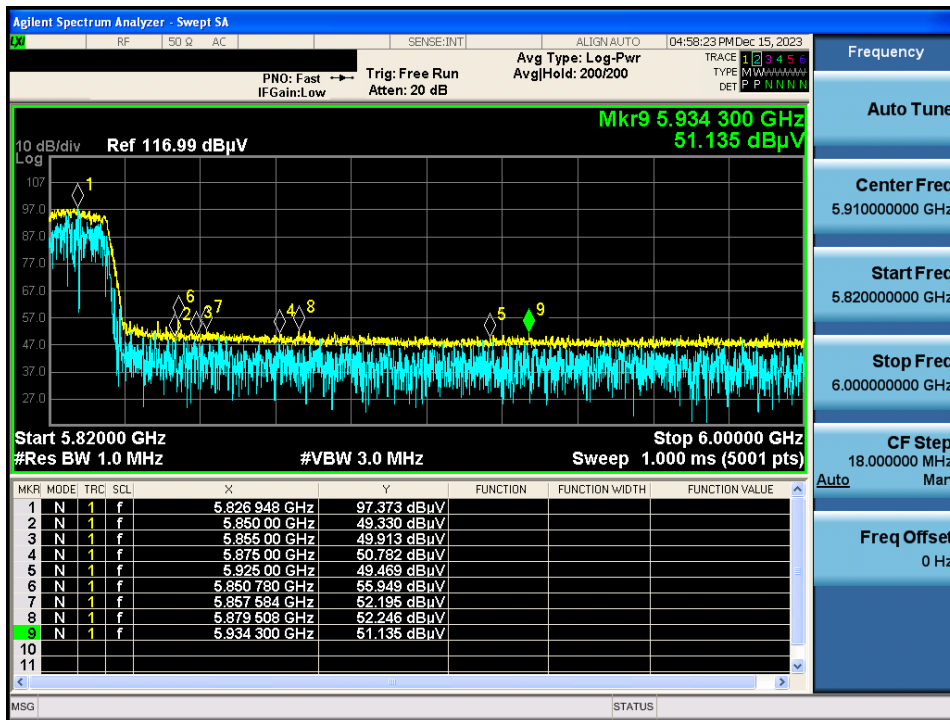 Agilent Spectrum Analyzer - Swept SA
LXI RF 50 Ω AC SENSE:INT ALIGN AUTO 04:58:23 PM Dec 15, 2023
Frequency
Avg Type: Log-Pwr
TRACE 1 2 3 4 5 6
PNO: Fast Trig: Free Run Avg|Hold: 200/200
TYPE M WWWWW
IFGain:Low Atten: 20 dB
DET P P N N N N
Auto Tune
Mkr9 5.934 300 GHz
51.135 dBµV
10 dB/div Ref 116.99 dBµV
Log
107
97.0
87.0
77.0
67.0
57.0
47.0
37.0
27.0
1
6
2 3 7
4 8
5 9
Center Freq
5.910000000 GHz
Start Freq
5.820000000 GHz
Stop Freq
6.000000000 GHz
Start 5.82000 GHz Stop 6.00000 GHz
#Res BW 1.0 MHz #VBW 3.0 MHz Sweep 1.000 ms (5001 pts)
CF Step
18.000000 MHz
Auto Man
MKR MODE TRC SCL X Y FUNCTION FUNCTION WIDTH FUNCTION VALUE
1 N 1 f 5.826 948 GHz 97.373 dBµV
2 N 1 f 5.850 00 GHz 49.330 dBµV
3 N 1 f 5.855 00 GHz 49.913 dBµV
4 N 1 f 5.875 00 GHz 50.782 dBµV
5 N 1 f 5.925 00 GHz 49.469 dBµV
6 N 1 f 5.850 780 GHz 55.949 dBµV
7 N 1 f 5.857 584 GHz 52.195 dBµV
8 N 1 f 5.879 508 GHz 52.246 dBµV
9 N 1 f 5.934 300 GHz 51.135 dBµV
10
11
Freq Offset
0 Hz
MSG STATUS